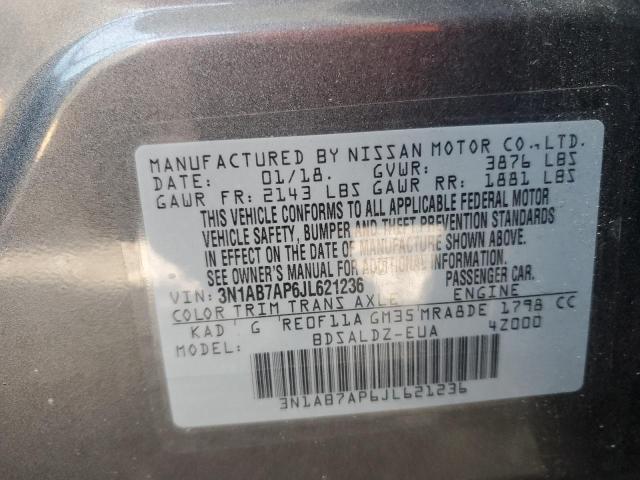 MANUFACTURED BY NISSAN MOTOR CO.,LTD.
DATE: 01/18. GVWR: 3876 LBS
GAWR FR: 2143 LBS GAWR RR: 1881 LBS
THIS VEHICLE CONFORMS TO ALL APPLICABLE FEDERAL MOTOR
VEHICLE SAFETY, BUMPER AND THEFT PREVENTION STANDARDS
IN EFFECT ON THE DATE OF MANUFACTURE SHOWN ABOVE.
SEE OWNER'S MANUAL FOR ADDITIONAL INFORMATION.
VIN: 3N1AB7AP6JL621236 PASSENGER CAR.
COLOR TRIM TRANS AXLE ENGINE
KAD G RE0F11A GM35 MRA8DE 1798 CC
MODEL: BDSALDZ-EUA 4Z000
3N1AB7AP6JL621236